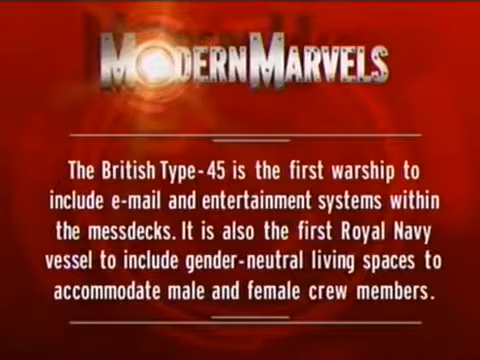 MODERN MARVELS
The British Type-45 is the first warship to
include e-mail and entertainment systems within
the messdecks. It is also the first Royal Navy
vessel to include gender-neutral living spaces to
accommodate male and female crew members.